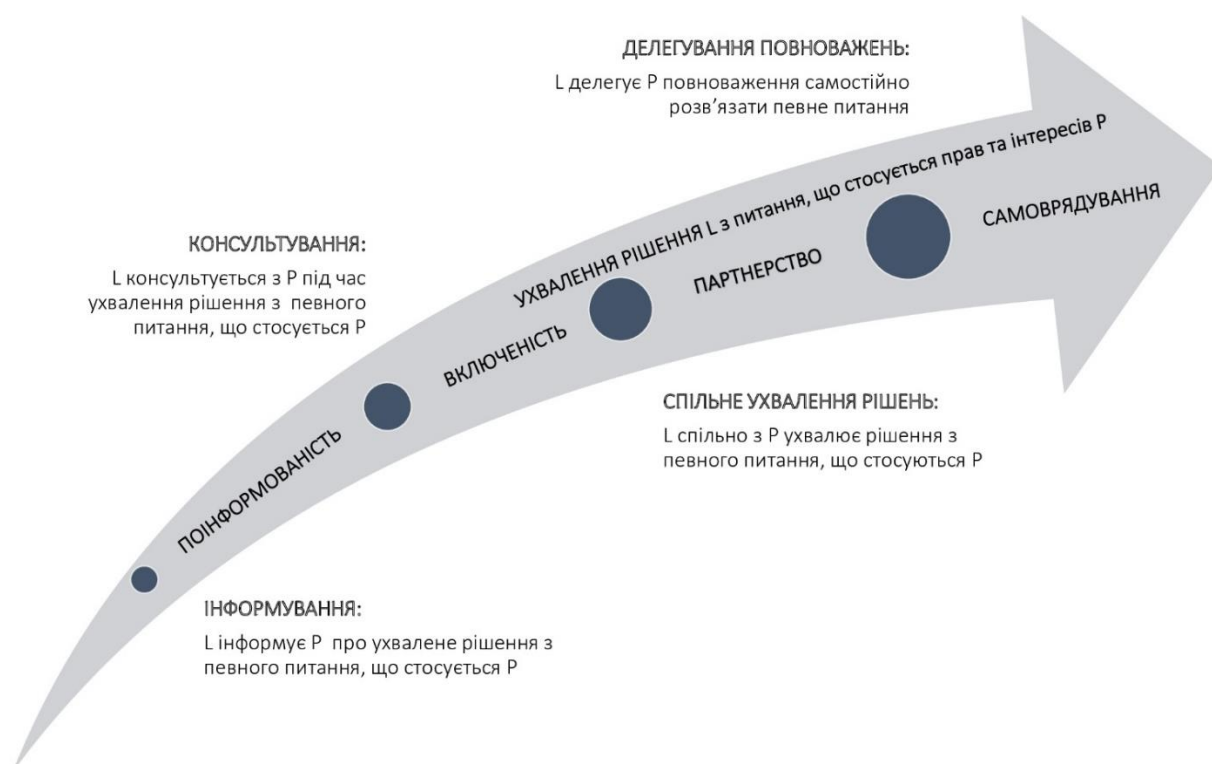 ДЕЛЕГУВАННЯ ПОВНОВАЖЕНЬ:
L делегує P повноваження самостійно
розв’язати певне питання
УХВАЛЕННЯ РІШЕННЯ L з питання, що стосується прав та інтересів P
САМОВРЯДУВАННЯ
КОНСУЛЬТУВАННЯ:
L консультується з P під час
ухвалення рішення з певного
питання, що стосується P
ПАРТНЕРСТВО
ВКЛЮЧЕНІСТЬ
СПІЛЬНЕ УХВАЛЕННЯ РІШЕНЬ:
L спільно з P ухвалює рішення з
певного питання, що стосуються P
ПОІНФОРМОВАНІСТЬ
ІНФОРМУВАННЯ:
L інформує P про ухвалене рішення з
певного питання, що стосується P